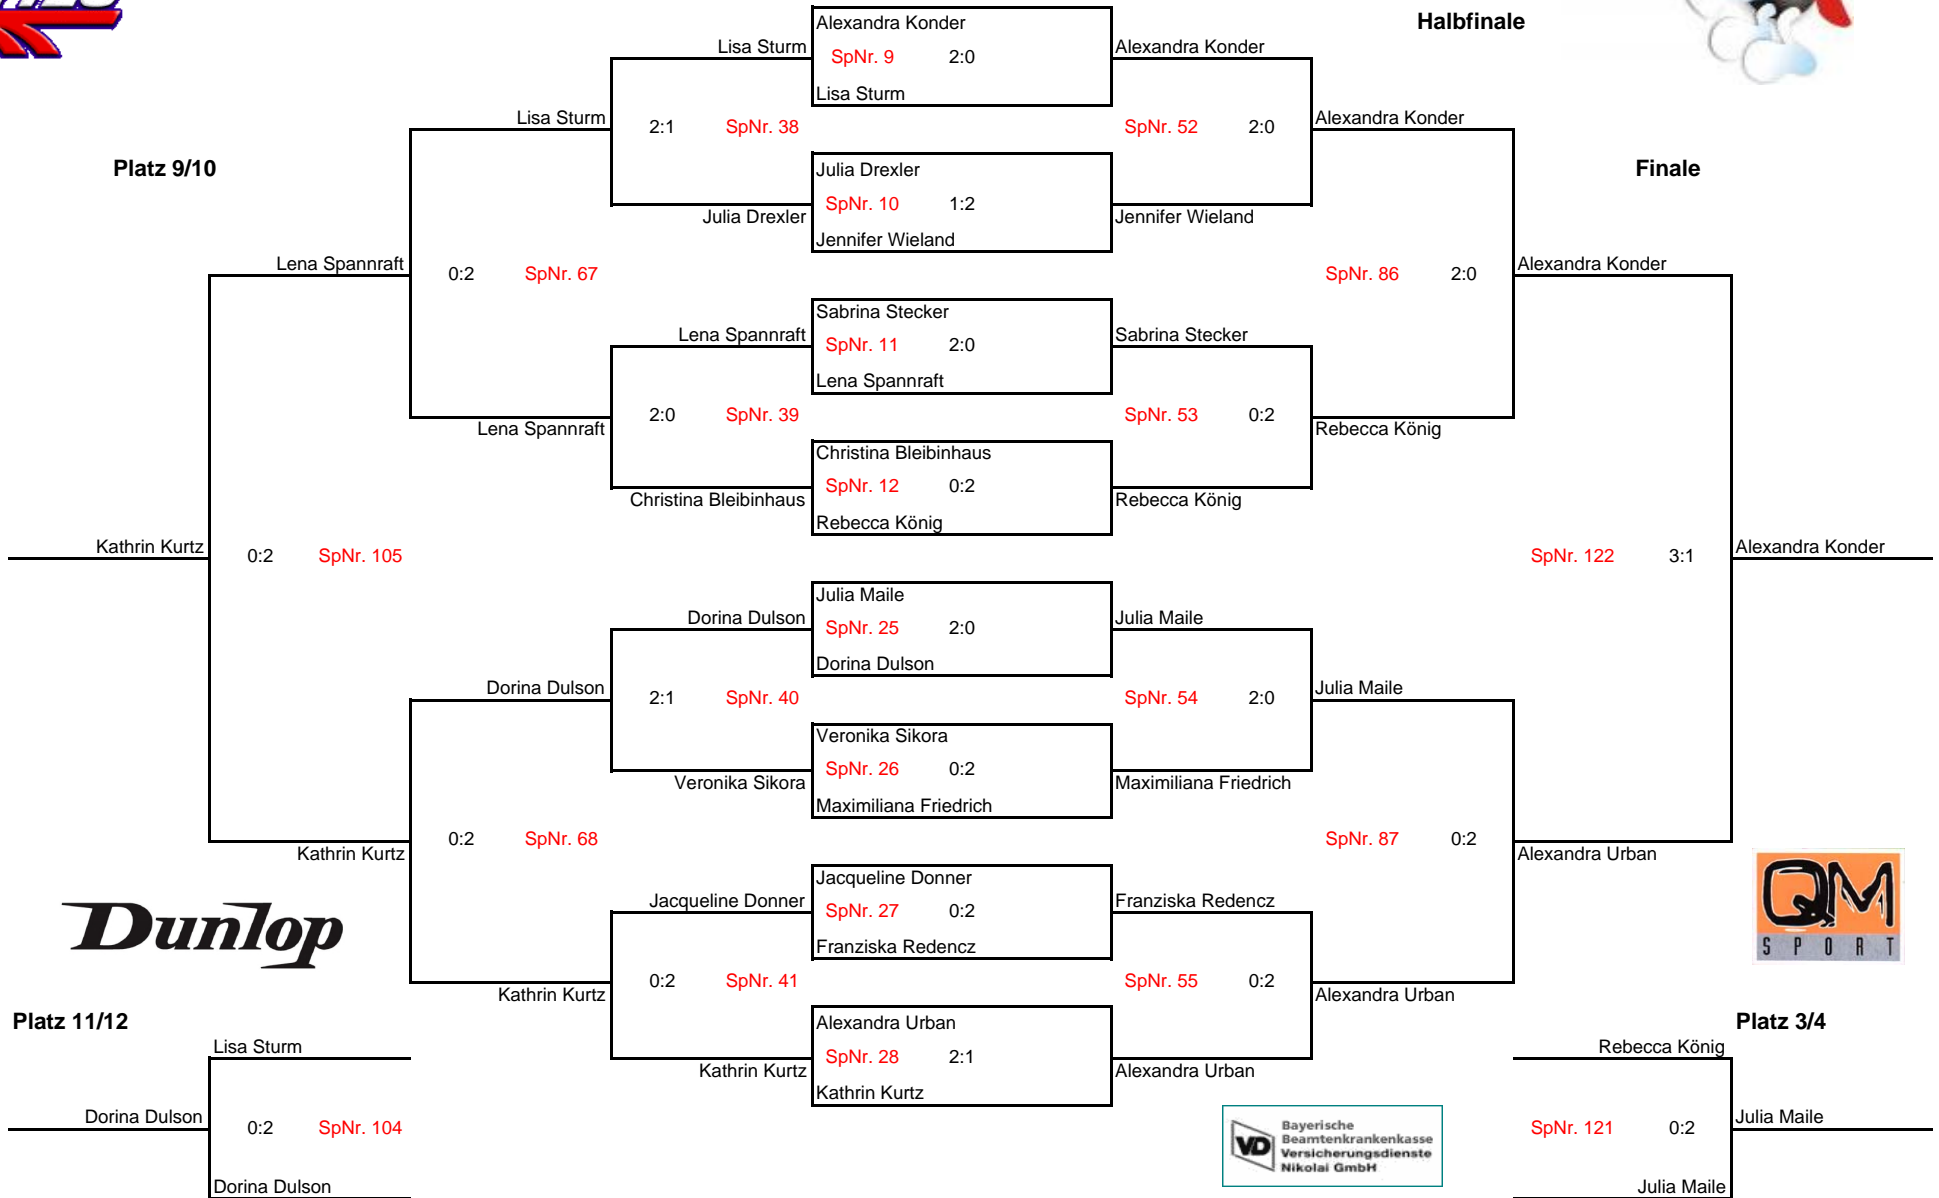 Alexandra Konder
Halbfinale
Lisa Sturm
Alexandra Konder
SpNr. 9 2:0
Lisa Sturm
Lisa Sturm
2:1 SpNr. 38
SpNr. 52 2:0
Alexandra Konder
Platz 9/10
Julia Drexler
Finale
SpNr. 10 1:2
Julia Drexler
Jennifer Wieland
Jennifer Wieland
Lena Spannraft
0:2 SpNr. 67
SpNr. 86 2:0
Alexandra Konder
Sabrina Stecker
Lena Spannraft
Sabrina Stecker
SpNr. 11 2:0
Lena Spannraft
Lena Spannraft
2:0 SpNr. 39
SpNr. 53 0:2
Rebecca König
Christina Bleibinhaus
SpNr. 12 0:2
Christina Bleibinhaus
Rebecca König
Rebecca König
Kathrin Kurtz
0:2 SpNr. 105
SpNr. 122 3:1
Alexandra Konder
Julia Maile
Dorina Dulson
Julia Maile
SpNr. 25 2:0
Dorina Dulson
Dorina Dulson
2:1 SpNr. 40
SpNr. 54 2:0
Julia Maile
Veronika Sikora
SpNr. 26 0:2
Veronika Sikora
Maximiliana Friedrich
Maximiliana Friedrich
Kathrin Kurtz
0:2 SpNr. 68
SpNr. 87 0:2
Alexandra Urban
Jacqueline Donner
Jacqueline Donner
Franziska Redencz
SpNr. 27 0:2
Franziska Redencz
Dunlop
QM
SPORT
Kathrin Kurtz
0:2 SpNr. 41
SpNr. 55 0:2
Alexandra Urban
Platz 11/12
Alexandra Urban
Platz 3/4
Lisa Sturm
SpNr. 28 2:1
Rebecca König
Kathrin Kurtz
Alexandra Urban
Kathrin Kurtz
Dorina Dulson
0:2 SpNr. 104
VD
Bayerische
Beamtenkrankenkasse
Versicherungsdienste
Nikolai GmbH
SpNr. 121 0:2
Julia Maile
Dorina Dulson
Julia Maile